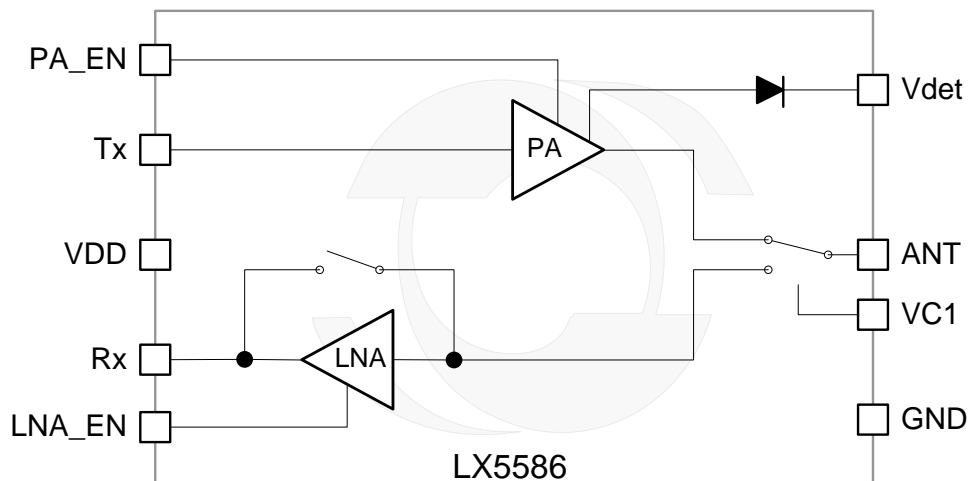 PA_EN
Vdet
Tx
PA
VDD
ANT
VC1
Rx
LNA
LNA_EN
GND
LX5586